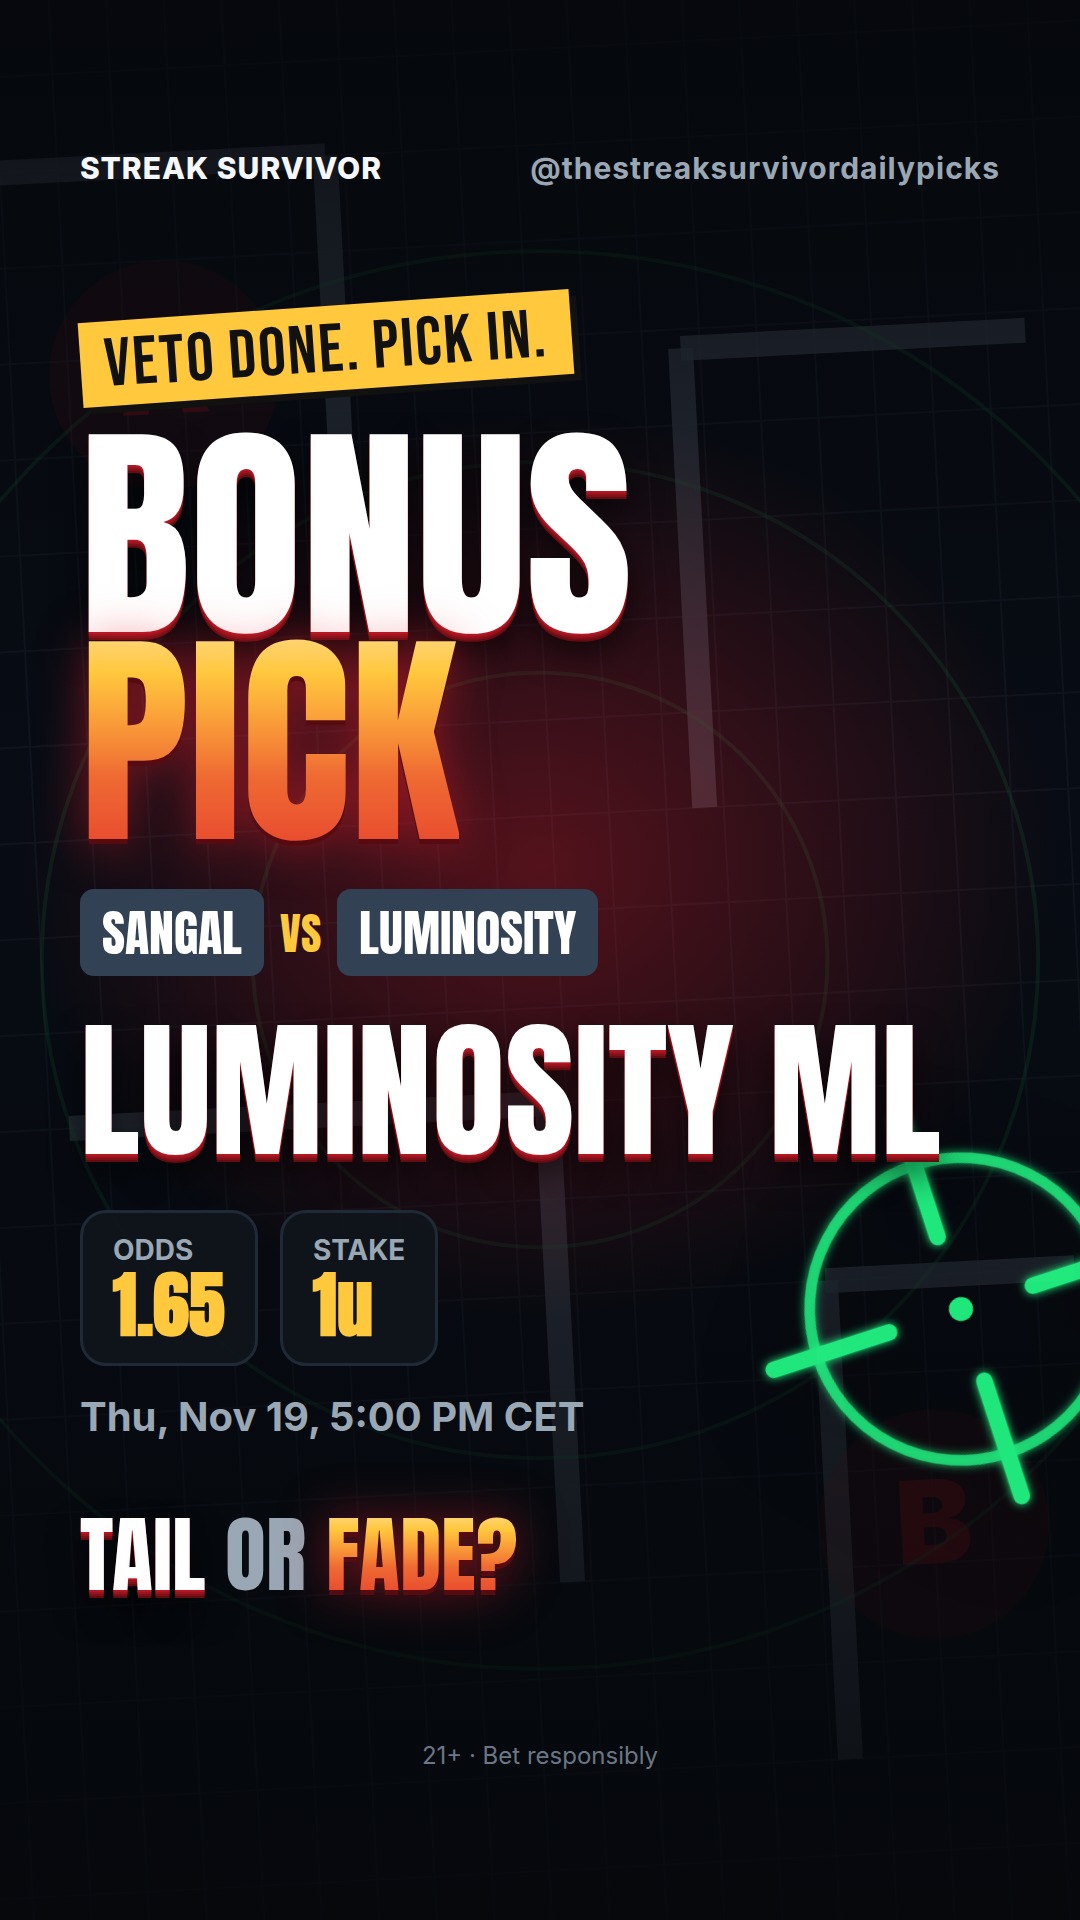 STREAK SURVIVOR
@thestreaksurvivordailypicks
VETO DONE. PICK IN.
BONUS
PICK
SANGAL VS LUMINOSITY
LUMINOSITY ML
ODDS
1.65
STAKE
1u
Thu, Nov 19, 5:00 PM CET
B
TAIL OR FADE?
21+ · Bet responsibly